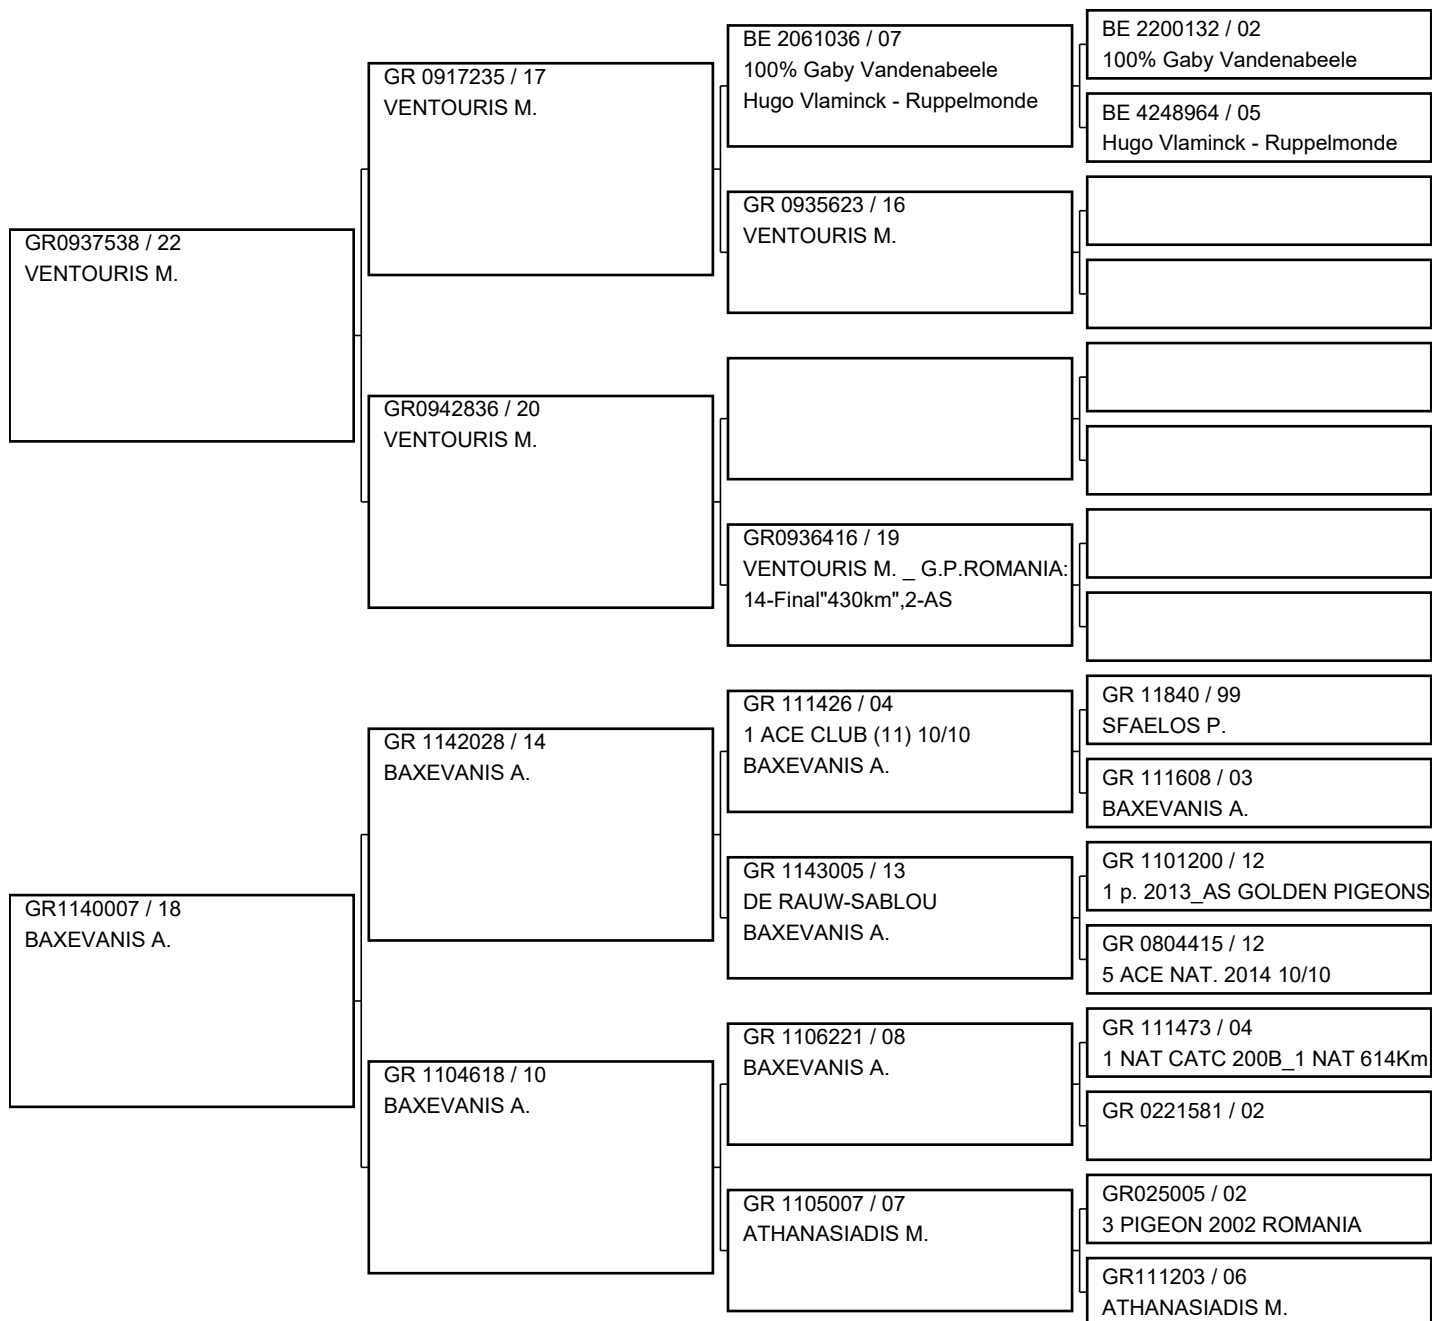 GR0937538 / 22
VENTOURIS M.
GR1140007 / 18
BAXEVANIS A.
GR 0917235 / 17
VENTOURIS M.
GR0942836 / 20
VENTOURIS M.
GR 1142028 / 14
BAXEVANIS A.
GR 1104618 / 10
BAXEVANIS A.
BE 2061036 / 07
100% Gaby Vandenabeele
Hugo Vlaminck - Ruppelmonde
GR 0935623 / 16
VENTOURIS M.
GR0936416 / 19
VENTOURIS M. _ G.P.ROMANIA:
14-Final"430km",2-AS
GR 111426 / 04
1 ACE CLUB (11) 10/10
BAXEVANIS A.
GR 1143005 / 13
DE RAUW-SABLOU
BAXEVANIS A.
GR 1106221 / 08
BAXEVANIS A.
GR 1105007 / 07
ATHANASIADIS M.
BE 2200132 / 02
100% Gaby Vandenabeele
BE 4248964 / 05
Hugo Vlaminck - Ruppelmonde
GR 11840 / 99
SFAELOS P.
GR 111608 / 03
BAXEVANIS A.
GR 1101200 / 12
1 p. 2013_AS GOLDEN PIGEONS
GR 0804415 / 12
5 ACE NAT. 2014 10/10
GR 111473 / 04
1 NAT CATC 200B_1 NAT 614Km
GR 0221581 / 02
GR025005 / 02
3 PIGEON 2002 ROMANIA
GR111203 / 06
ATHANASIADIS M.